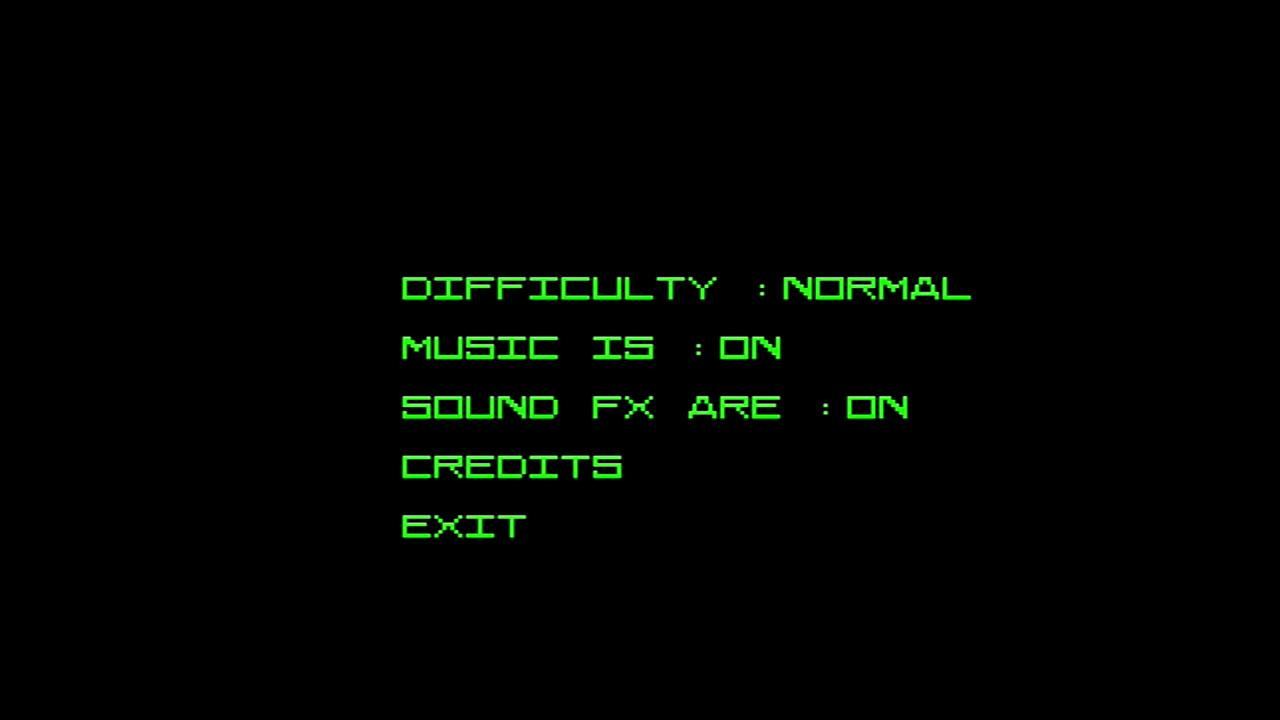 DIFFICULTY :NORMAL
MUSIC IS :ON
SOUND FX ARE :ON
CREDITS
EXIT